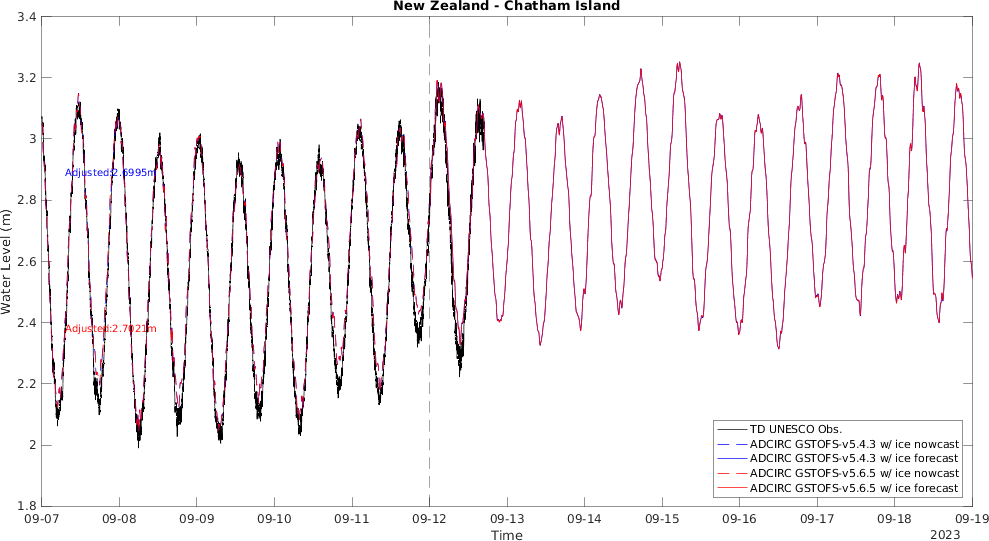 New Zealand - Chatham Island
3.4
3.2
3
2.8
2.6
2.4
2.2
2
1.8
Water Level (m)
Adjusted:2.6995m
Adjusted:2.7021m
TD UNESCO Obs.
ADCIRC GSTOFS-v5.4.3 w/ ice nowcast
ADCIRC GSTOFS-v5.4.3 w/ ice forecast
ADCIRC GSTOFS-v5.6.5 w/ ice nowcast
ADCIRC GSTOFS-v5.6.5 w/ ice forecast
09-07 09-08 09-09 09-10 09-11 09-12 09-13 09-14 09-15 09-16 09-17 09-18 09-19
Time
2023